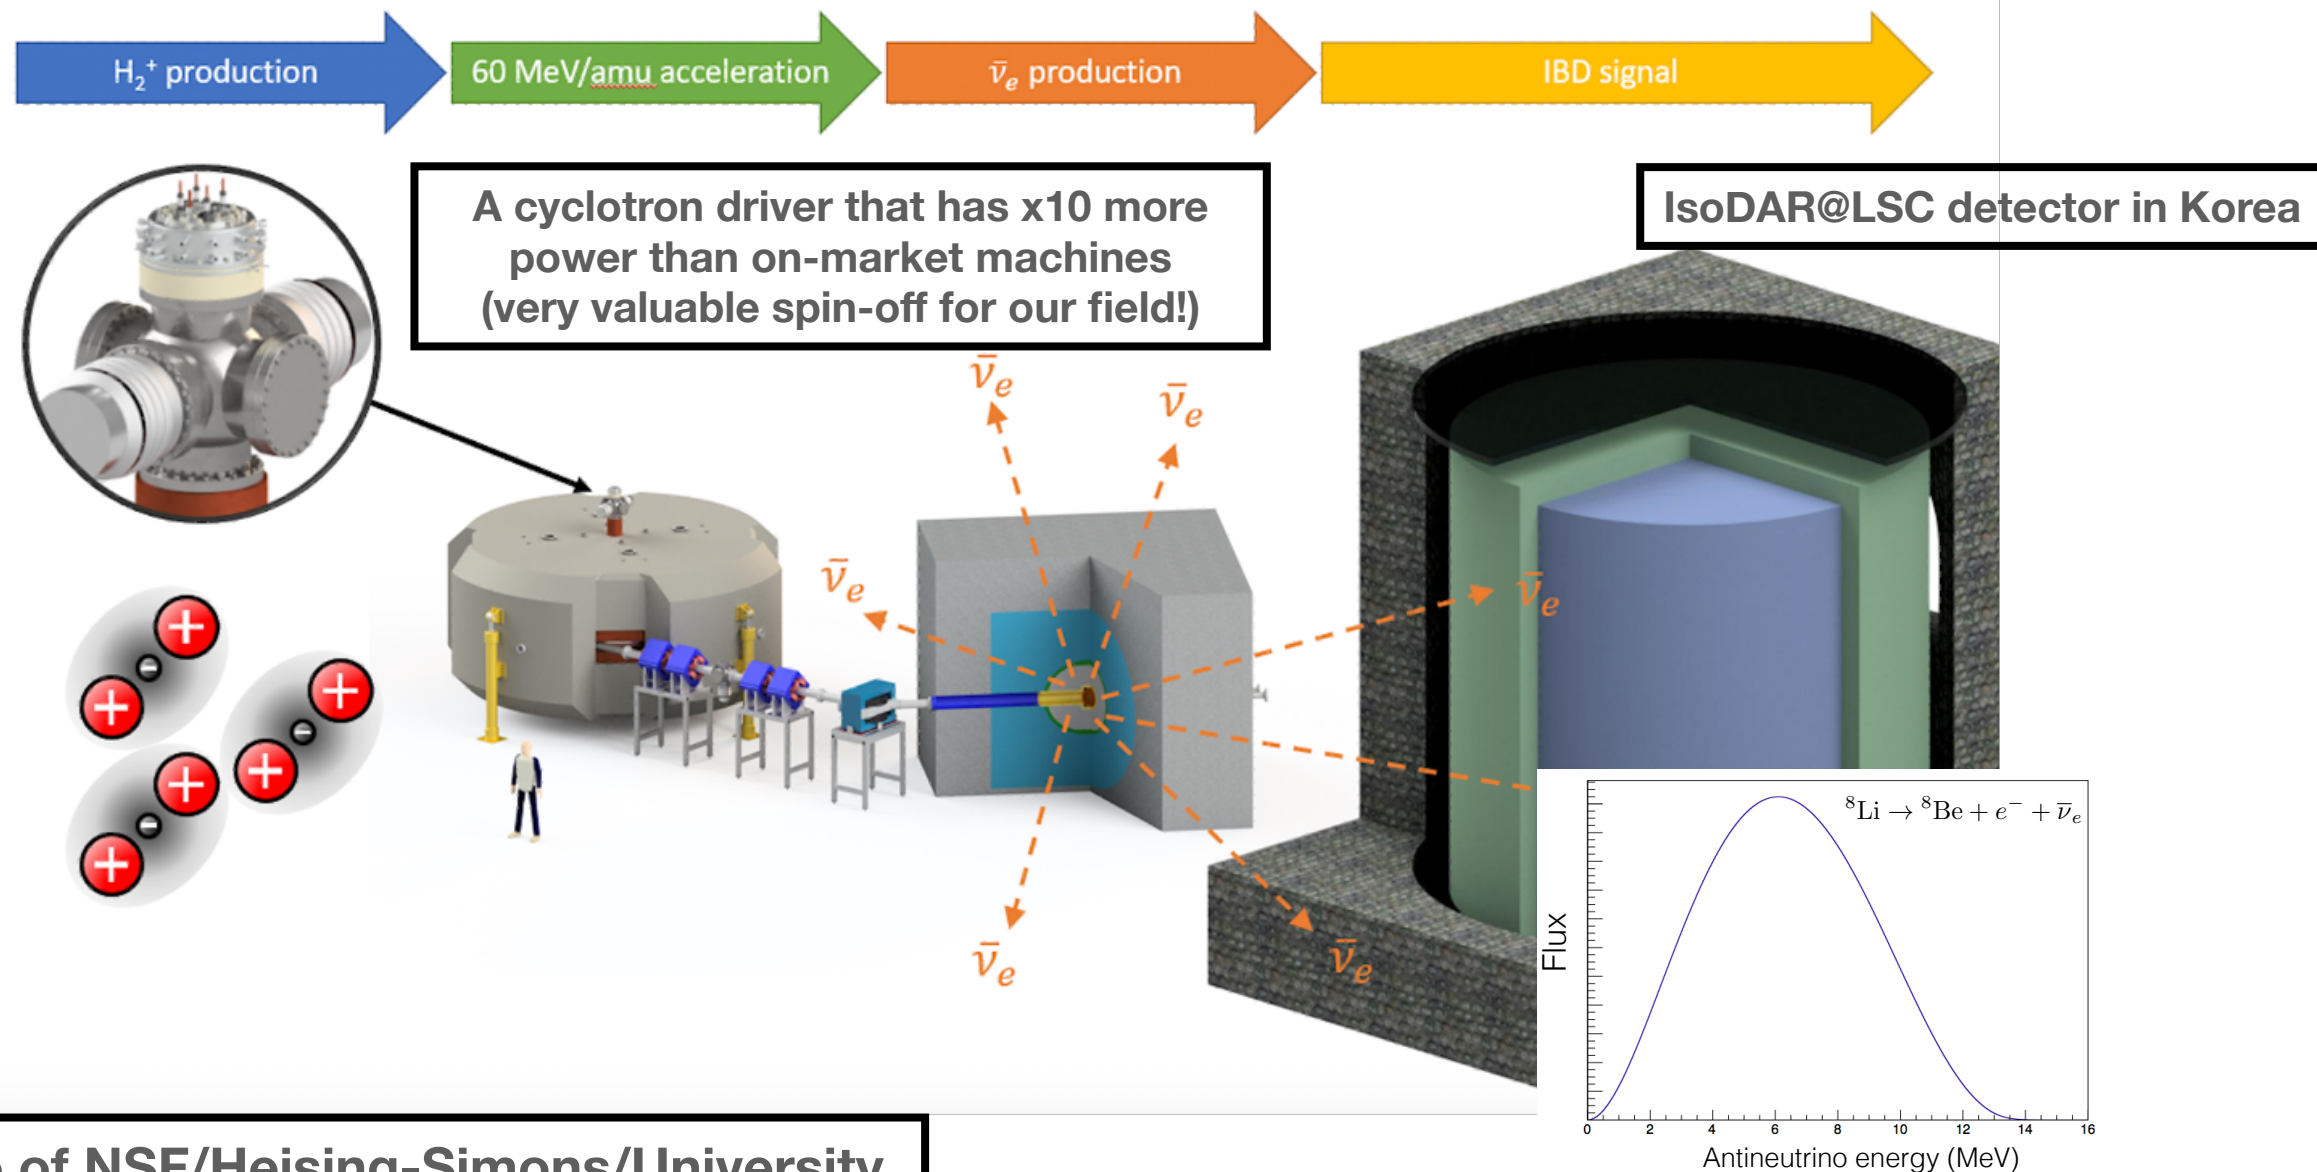 H₂⁺ production
60 MeV/amu acceleration
ν̄ₑ production
IBD signal
A cyclotron driver that has x10 more
power than on-market machines
(very valuable spin-off for our field!)
IsoDAR@LSC detector in Korea
ν̄ₑ
ν̄ₑ
ν̄ₑ
ν̄ₑ
ν̄ₑ
ν̄ₑ
+
−
+
+
−
+
+
−
+
⁸Li → ⁸Be + e⁻ + ν̄ₑ
Flux
0 2 4 6 8 10 12 14 16
Antineutrino energy (MeV)
of NSF/Heising-Simons/University